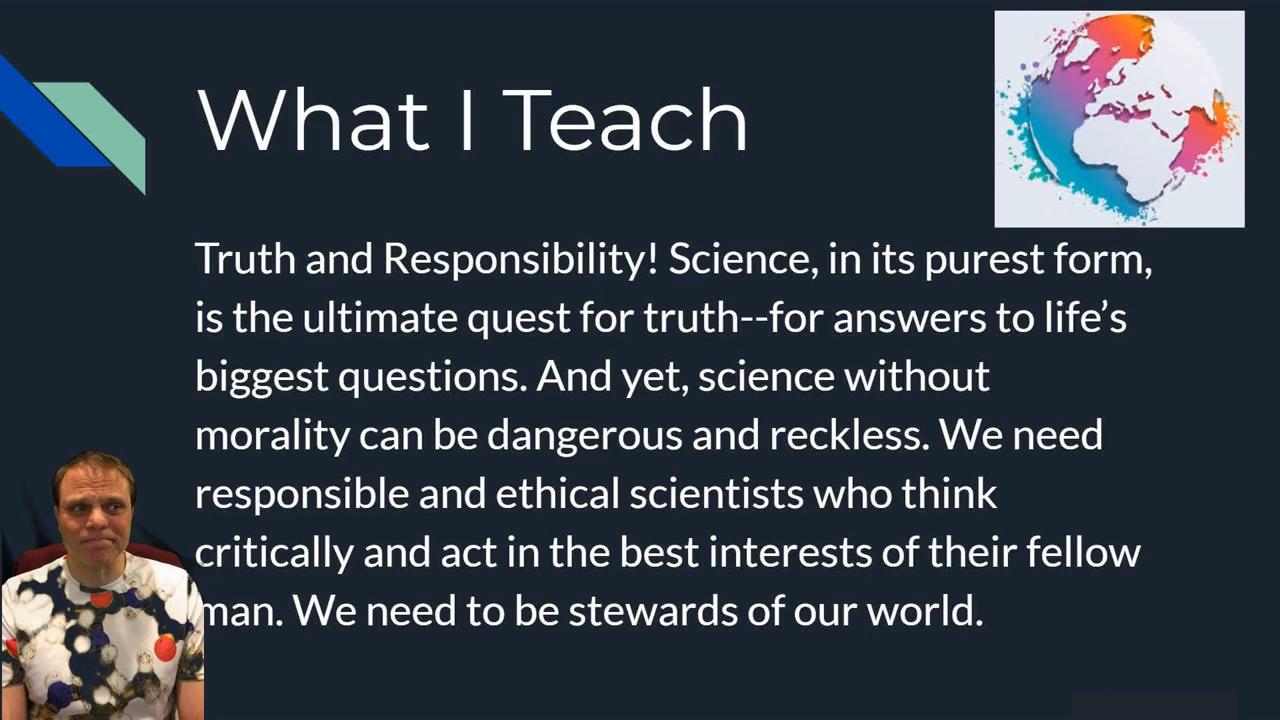 What I Teach
Truth and Responsibility! Science, in its purest form,
is the ultimate quest for truth--for answers to life’s
biggest questions. And yet, science without
morality can be dangerous and reckless. We need
responsible and ethical scientists who think
critically and act in the best interests of their fellow
man. We need to be stewards of our world.